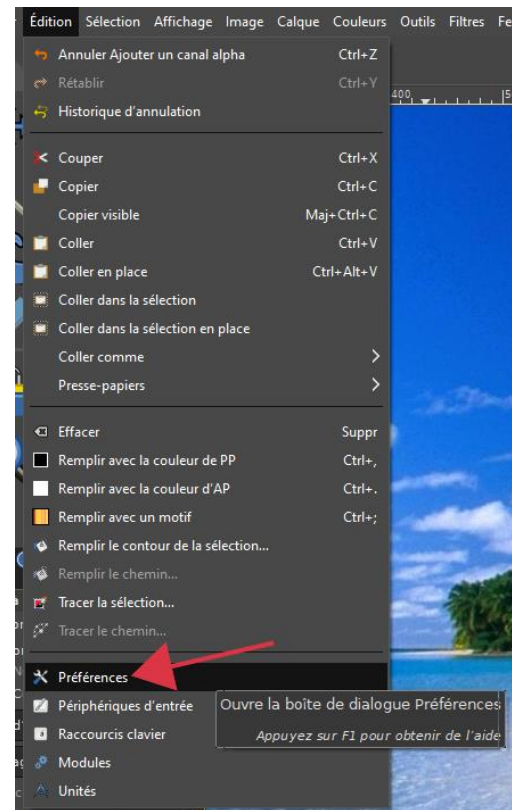 Édition Sélection Affichage Image Calque Couleurs Outils Filtres Fe
Annuler Ajouter un canal alpha Ctrl+Z
Rétablir Ctrl+Y
Historique d'annulation
400
Couper Ctrl+X
Copier Ctrl+C
Copier visible Maj+Ctrl+C
Coller Ctrl+V
Coller en place Ctrl+Alt+V
Coller dans la sélection
Coller dans la sélection en place
Coller comme
Presse-papiers
Effacer Suppr
Remplir avec la couleur de PP Ctrl+,
Remplir avec la couleur d'AP Ctrl+.
Remplir avec un motif Ctrl+;
Remplir le contour de la sélection...
Remplir le chemin...
Tracer la sélection...
Tracer le chemin...
Préférences
Périphériques d'entrée
Ouvre la boîte de dialogue Préférences
Raccourcis clavier
Appuyez sur F1 pour obtenir de l'aide
Modules
Unités